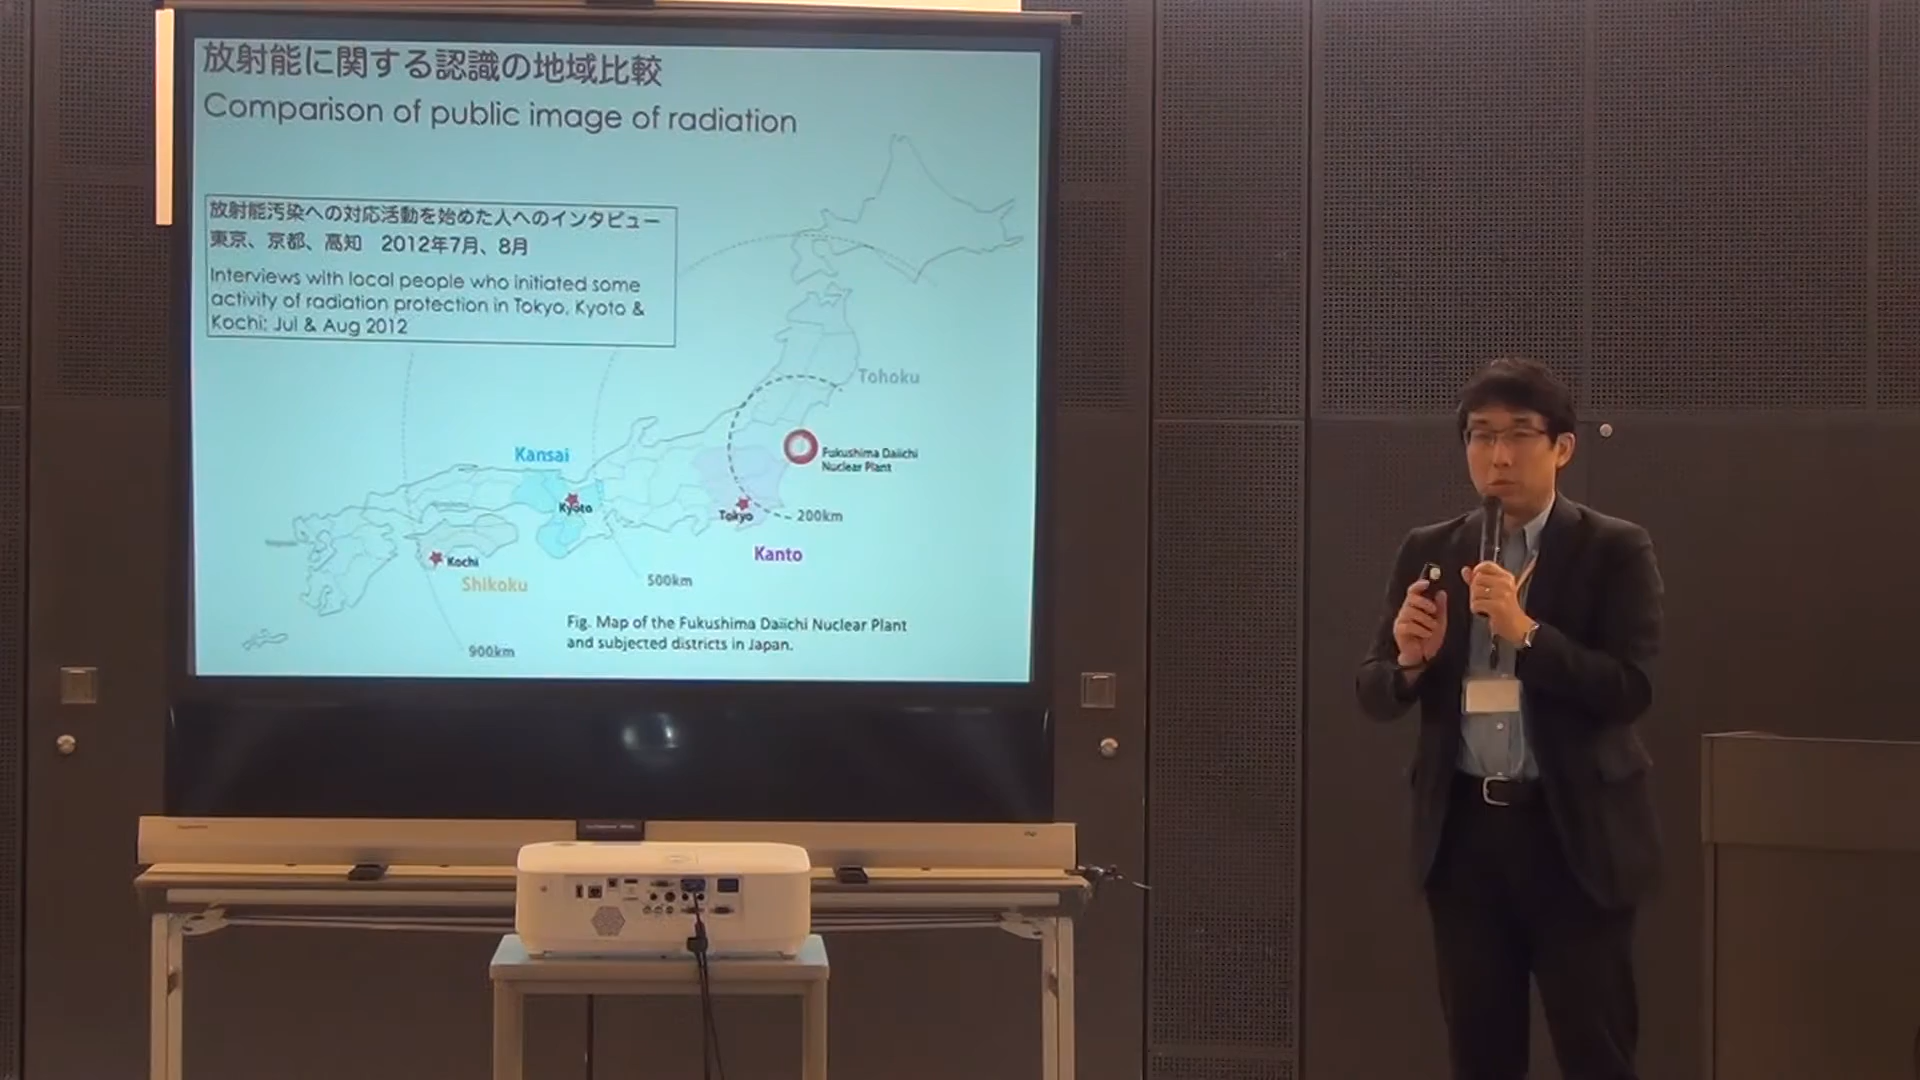 放射能に関する認識の地域比較
Comparison of public image of radiation
放射能汚染への対応活動を始めた人へのインタビュー
東京、京都、高知　2012年7月、8月
Interviews with local people who initiated some
activity of radiation protection in Tokyo, Kyoto &
Kochi: Jul & Aug 2012
Tohoku
Fukushima Daiichi
Nuclear Plant
Kansai
Kyoto
Tokyo
200km
Kanto
Kochi
Shikoku
500km
900km
Fig. Map of the Fukushima Daiichi Nuclear Plant
and subjected districts in Japan.